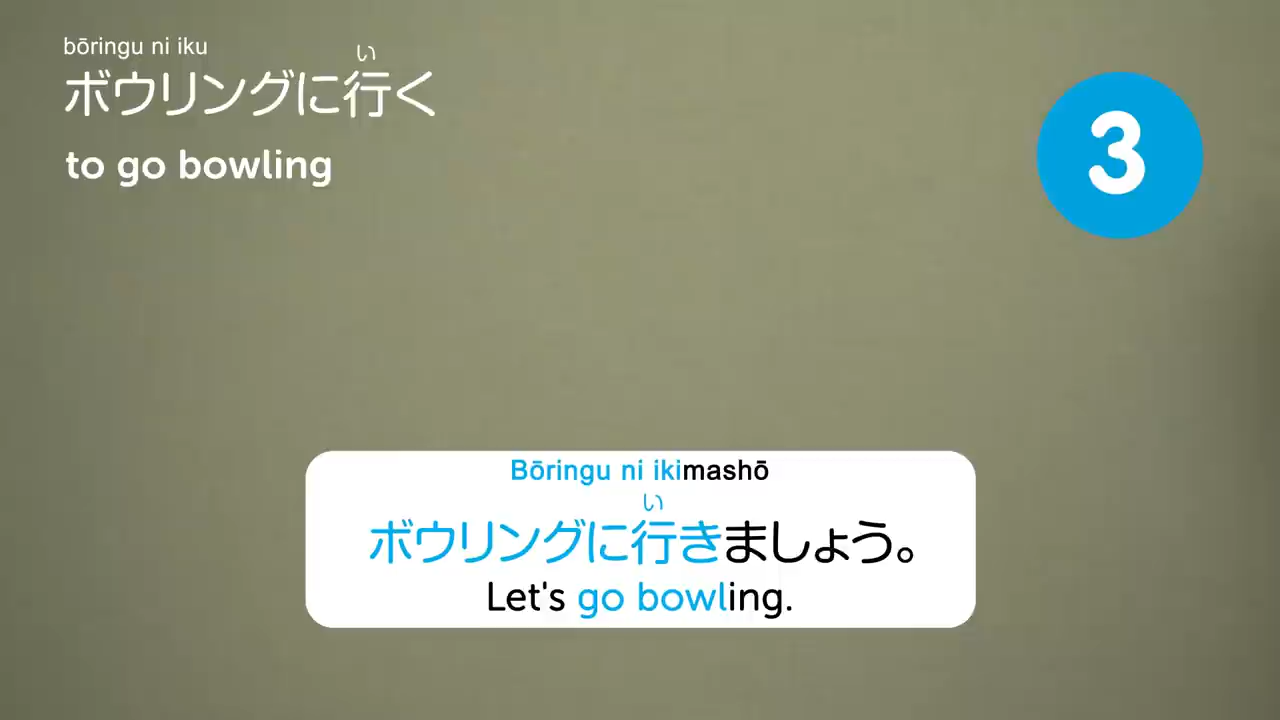 bōringu ni iku
い
ボウリングに行く
to go bowling
3
Bōringu ni ikimashō
い
ボウリングに行きましょう。
Let's go bowling.